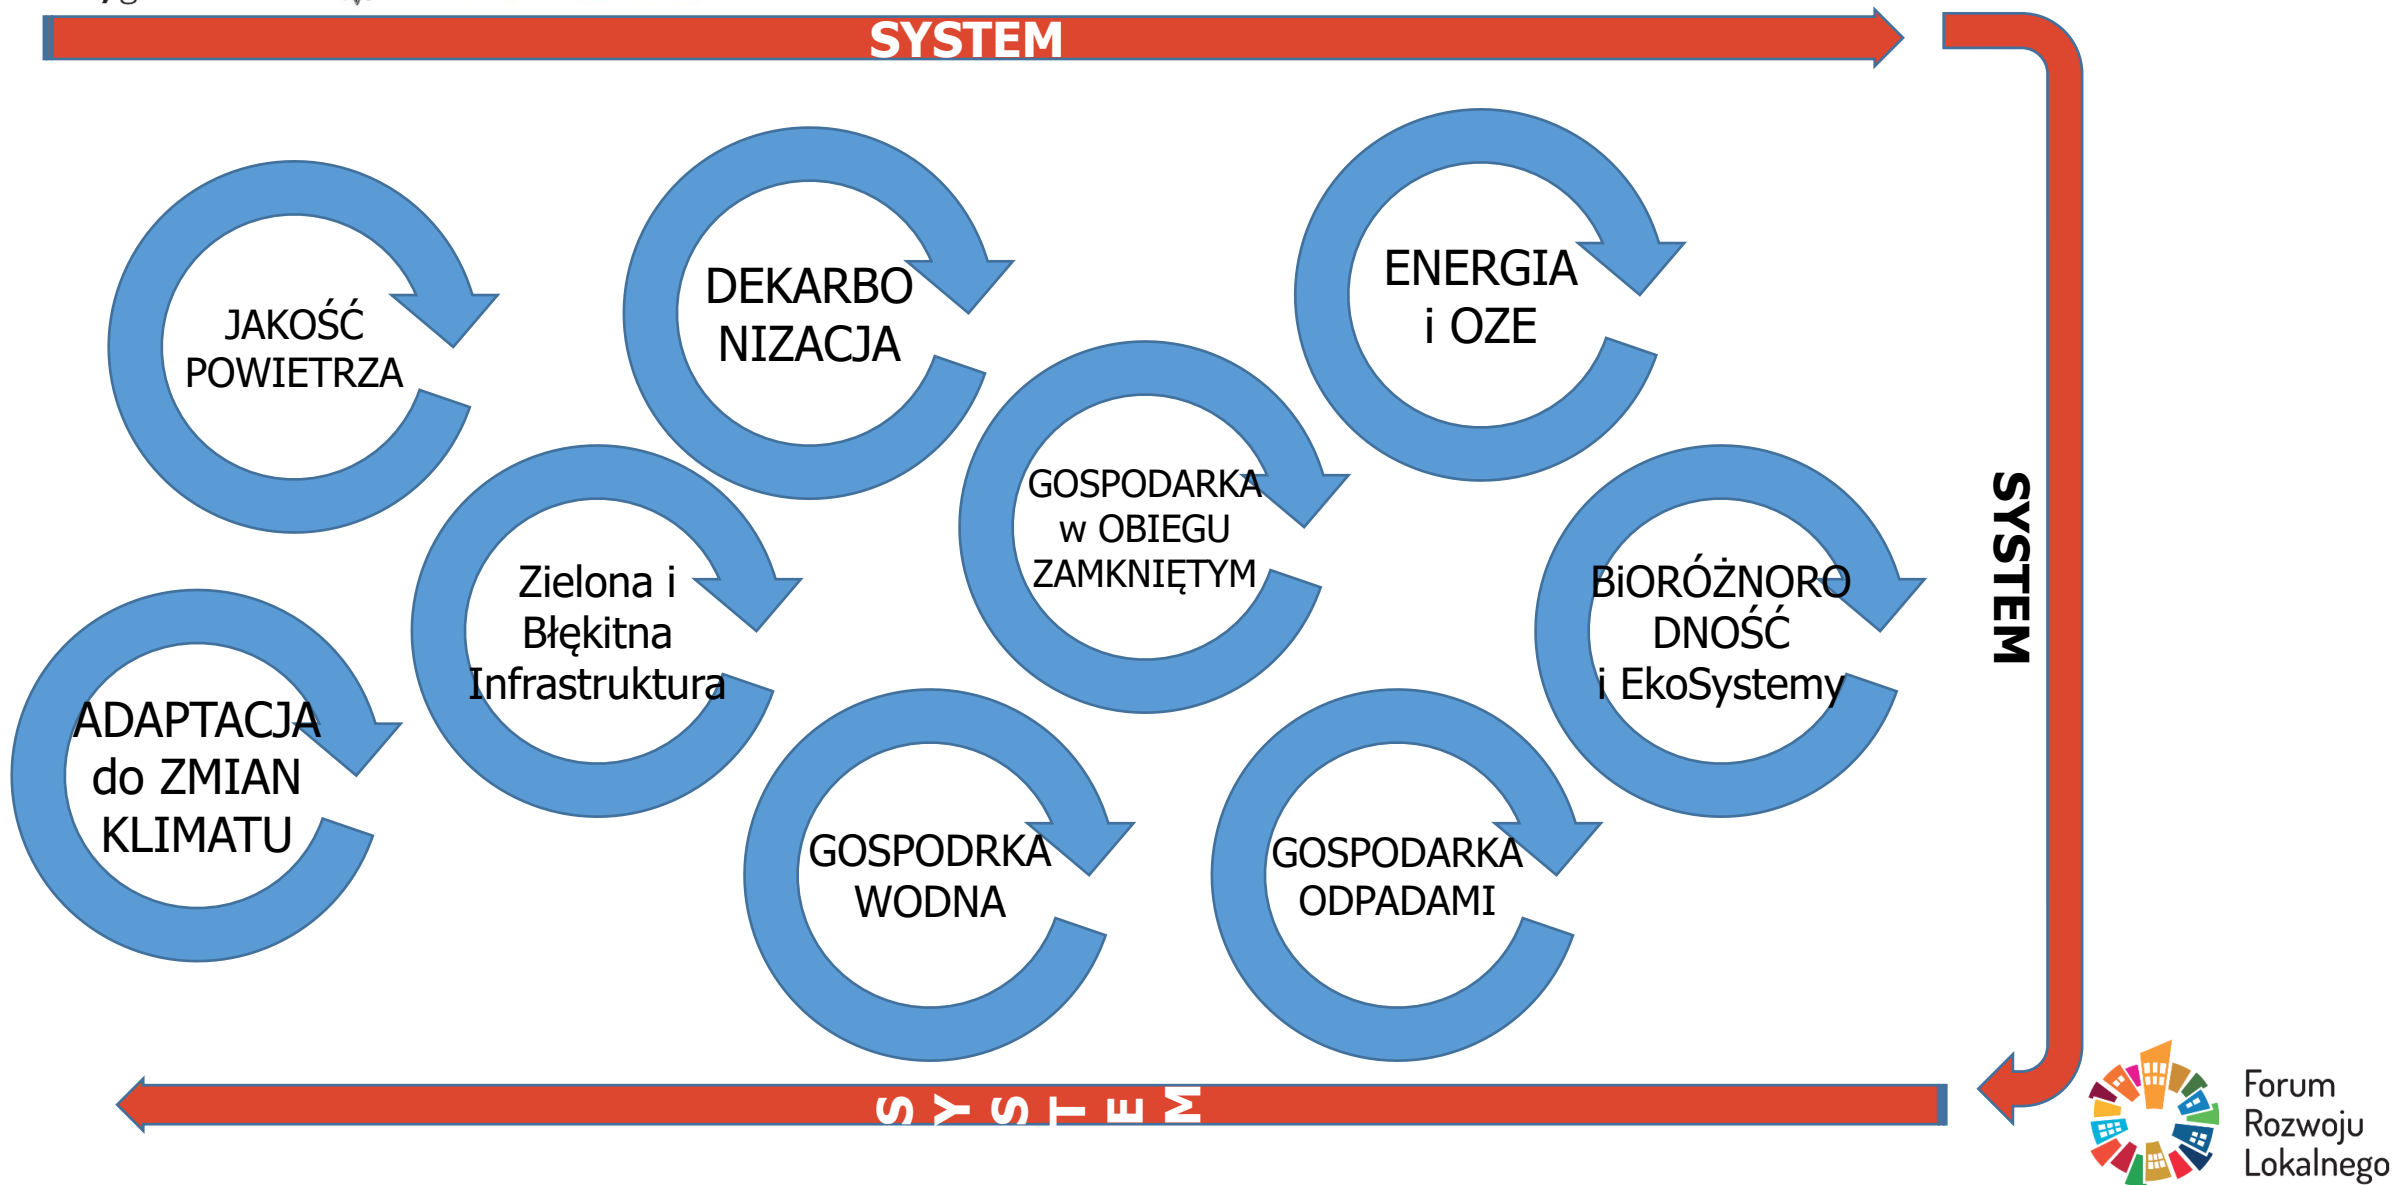 SYSTEM
JAKOŚĆ
POWIETRZA
DEKARBO
NIZACJA
ENERGIA
i OZE
GOSPODARKA
w OBIEGU
ZAMKNIĘTYM
Zielona i
Błękitna
Infrastruktura
BiORÓŻNORO
DNOŚĆ
i EkoSystemy
SYSTEM
ADAPTACJA
do ZMIAN
KLIMATU
GOSPODRKA
WODNA
GOSPODARKA
ODPADAMI
SYSTEM
Forum
Rozwoju
Lokalnego